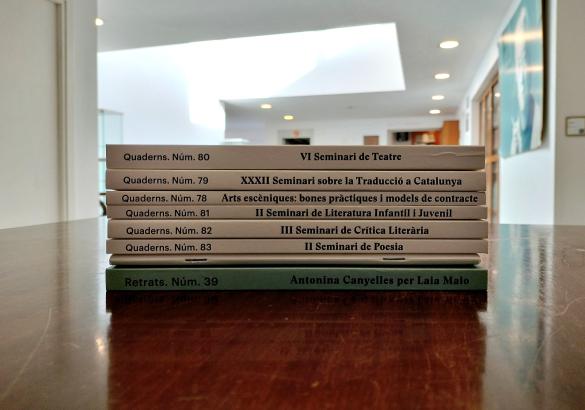 Quaderns. Núm. 80 VI Seminari de Teatre
Quaderns. Núm. 79 XXXII Seminari sobre la Traducció a Catalunya
Quaderns. Núm. 78 Arts escèniques: bones pràctiques i models de contracte
Quaderns. Núm. 81 II Seminari de Literatura Infantil i Juvenil
Quaderns. Núm. 82 III Seminari de Crítica Literària
Quaderns. Núm. 83 II Seminari de Poesia
Retrats. Núm. 39 Antonina Canyelles per Laia Malo